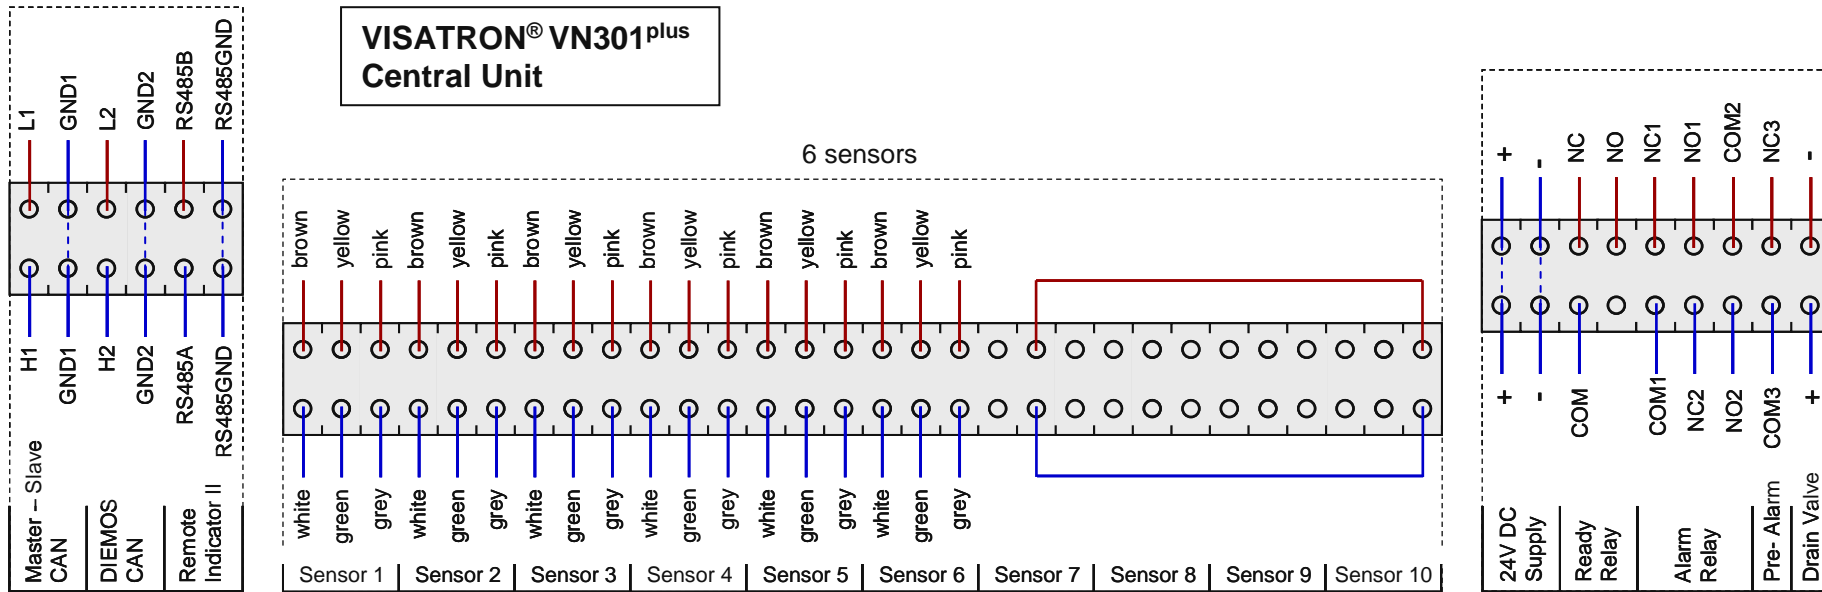 VISATRON® VN301plus
Central Unit
L1
GND1
L2
GND2
RS485B
RS485GND
H1
GND1
H2
GND2
RS485A
RS485GND
Master – Slave
CAN
DIEMOS
CAN
Remote
Indicator II
6 sensors
brown yellow pink brown yellow pink brown yellow pink brown yellow pink brown yellow pink brown yellow pink
white green grey white green grey white green grey white green grey white green grey white green grey
Sensor 1 Sensor 2 Sensor 3 Sensor 4 Sensor 5 Sensor 6 Sensor 7 Sensor 8 Sensor 9 Sensor 10
+
-
NC
NO
NC1
NO1
COM2
NC3
-
+
-
COM
COM1
NC2
NO2
COM3
+
24V DC
Supply
Ready
Relay
Alarm
Relay
Pre- Alarm
Drain Valve